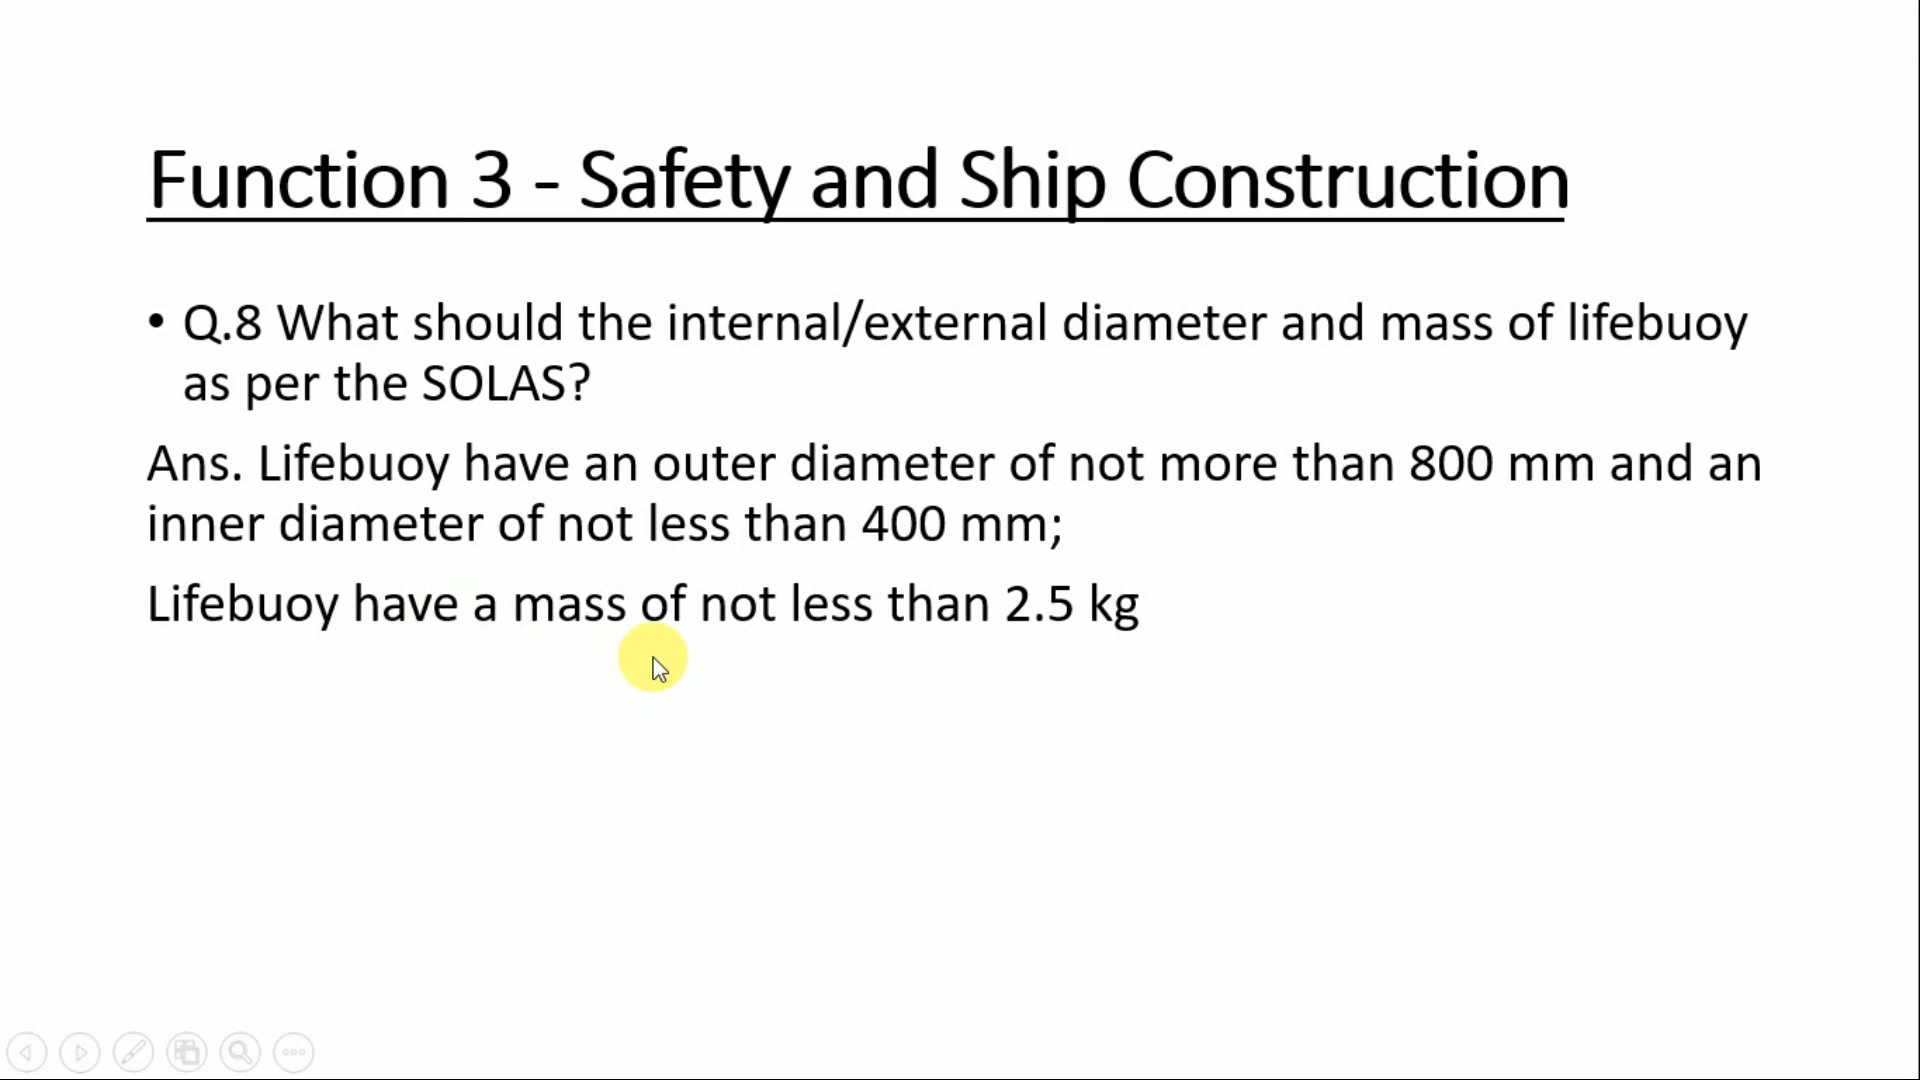 Function 3 - Safety and Ship Construction
• Q.8 What should the internal/external diameter and mass of lifebuoy
as per the SOLAS?
Ans. Lifebuoy have an outer diameter of not more than 800 mm and an
inner diameter of not less than 400 mm;
Lifebuoy have a mass of not less than 2.5 kg